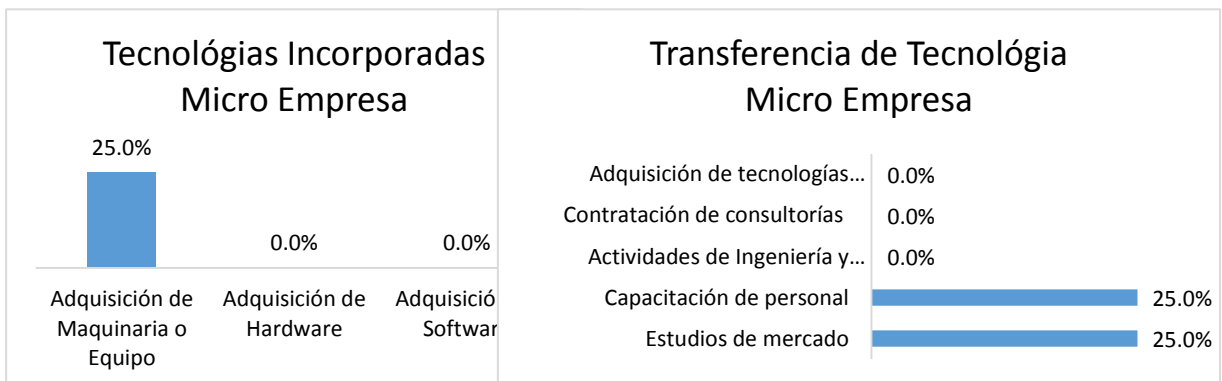 Tecnológias Incorporadas
Micro Empresa
25.0%
0.0%
0.0%
Adquisición de
Maquinaria o
Equipo
Adquisición de
Hardware
Adquisició
Softwar
Transferencia de Tecnológia
Micro Empresa
Adquisición de tecnologías... 0.0%
Contratación de consultorías 0.0%
Actividades de Ingeniería y... 0.0%
Capacitación de personal 25.0%
Estudios de mercado 25.0%